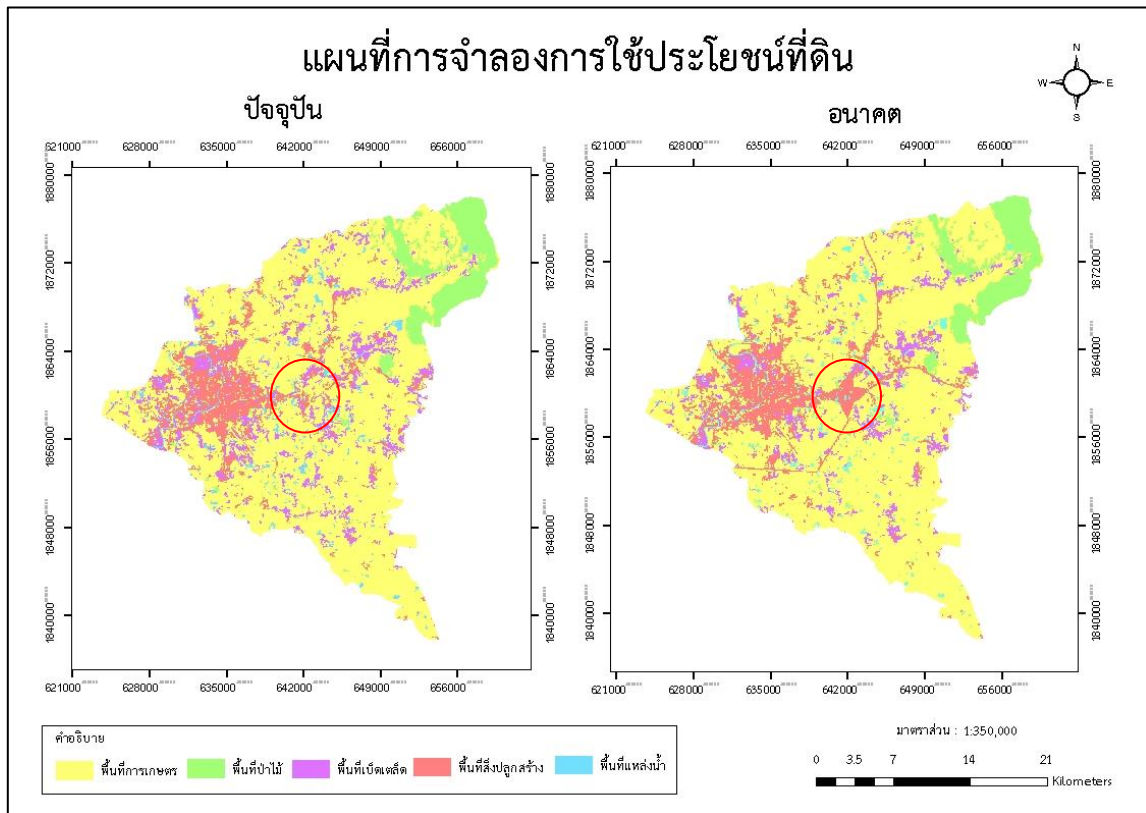 แผนที่การจำลองการใช้ประโยชน์ที่ดิน
N
W E
S
ปัจจุบัน
621000 628000 635000 642000 649000 656000
1880000 1880000
1872000 1872000
1864000 1864000
1856000 1856000
1848000 1848000
1840000 1840000
621000 628000 635000 642000 649000 656000
อนาคต
621000 628000 635000 642000 649000 656000
1880000 1880000
1872000 1872000
1864000 1864000
1856000 1856000
1848000 1848000
1840000 1840000
621000 628000 635000 642000 649000 656000
คำอธิบาย
พื้นที่การเกษตร พื้นที่ป่าไม้ พื้นที่เบ็ดเตล็ด พื้นที่สิ่งปลูกสร้าง พื้นที่แหล่งน้ำ
มาตราส่วน : 1:350,000
0 3.5 7 14 21
Kilometers